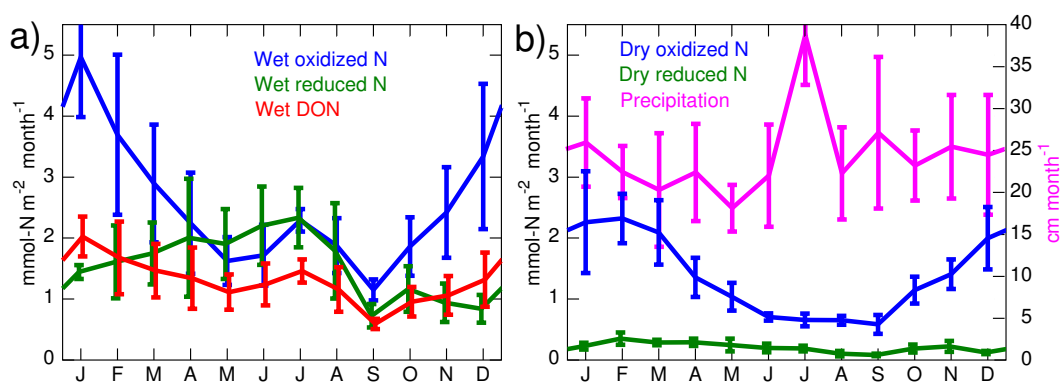 a)
Wet oxidized N
Wet reduced N
Wet DON
mmol-N m⁻² month⁻¹
5
4
3
2
1
0
J F M A M J J A S O N D
b)
Dry oxidized N
Dry reduced N
Precipitation
mmol-N m⁻² month⁻¹
5
4
3
2
1
0
40
35
30
25
20
15
10
5
0
cm month⁻¹
J F M A M J J A S O N D